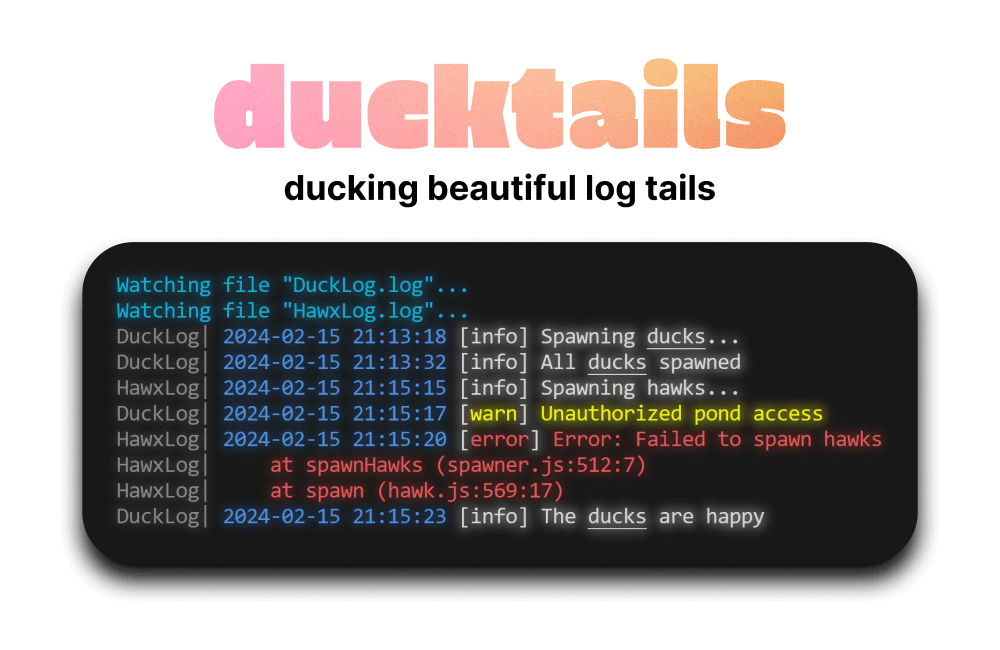 ducktails
ducking beautiful log tails
Watching file "DuckLog.log"...
Watching file "HawxLog.log"...
DuckLog| 2024-02-15 21:13:18 [info] Spawning ducks...
DuckLog| 2024-02-15 21:13:32 [info] All ducks spawned
HawxLog| 2024-02-15 21:15:15 [info] Spawning hawks...
DuckLog| 2024-02-15 21:15:17 [warn] Unauthorized pond access
HawxLog| 2024-02-15 21:15:20 [error] Error: Failed to spawn hawks
HawxLog|     at spawnHawks (spawner.js:512:7)
HawxLog|     at spawn (hawk.js:569:17)
DuckLog| 2024-02-15 21:15:23 [info] The ducks are happy